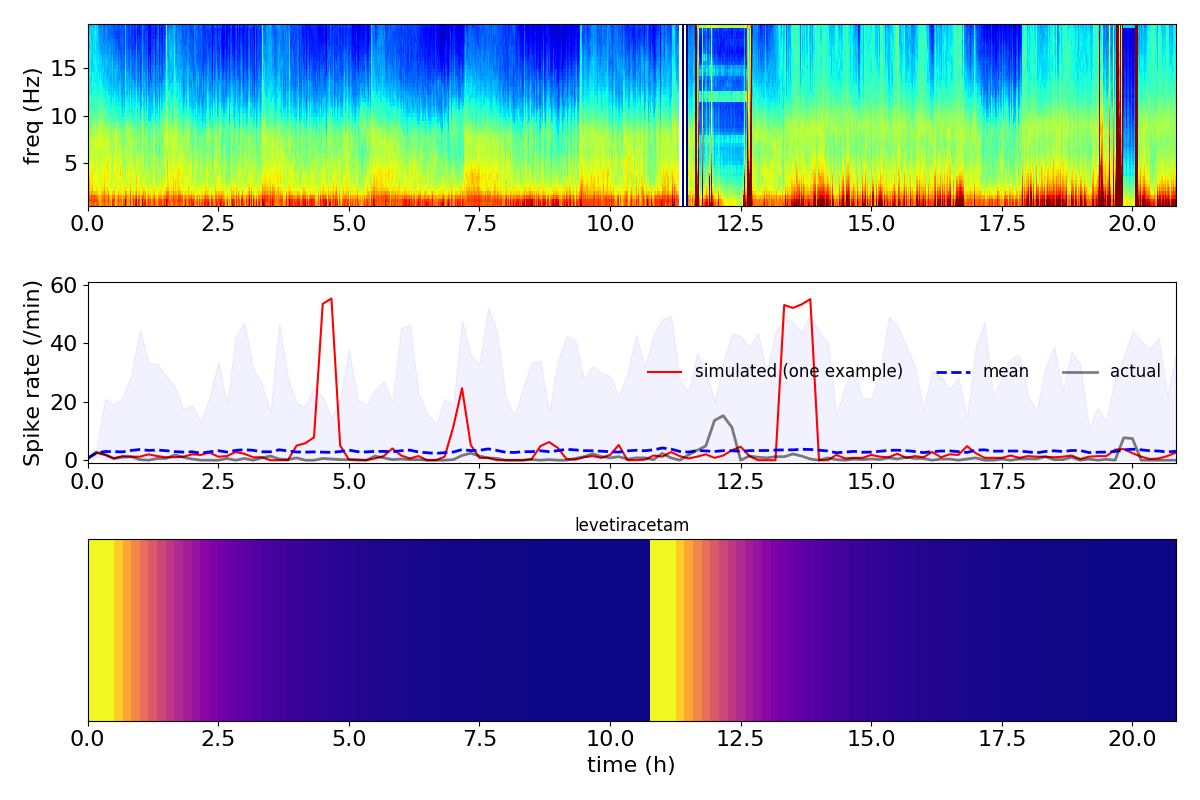 freq (Hz)
15
10
5
0.0 2.5 5.0 7.5 10.0 12.5 15.0 17.5 20.0
Spike rate (/min)
60
40
20
0
simulated (one example) mean actual
0.0 2.5 5.0 7.5 10.0 12.5 15.0 17.5 20.0
levetiracetam
0.0 2.5 5.0 7.5 10.0 12.5 15.0 17.5 20.0
time (h)